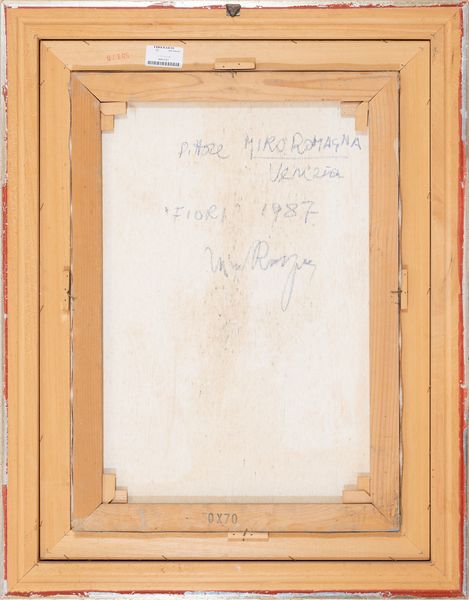 Pittore MIRO ROMAGNA
Venezia
"FIORI" 1987
0X70